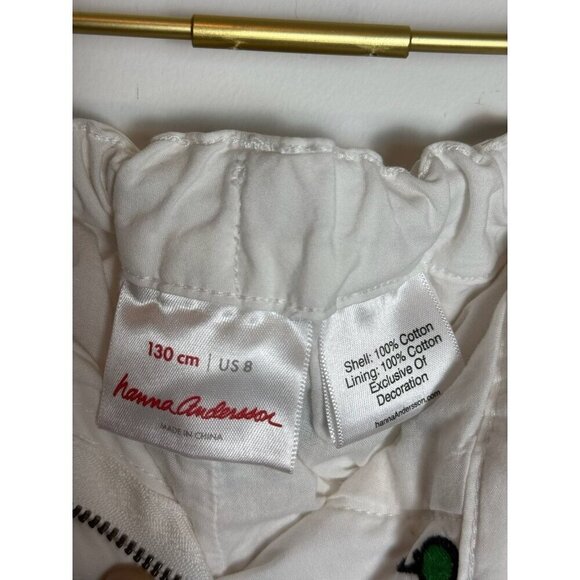 130 cm | US 8
hanna Andersson
MADE IN CHINA
Shell: 100% Cotton
Lining: 100% Cotton
Exclusive Of
Decoration
hannaAndersson.com